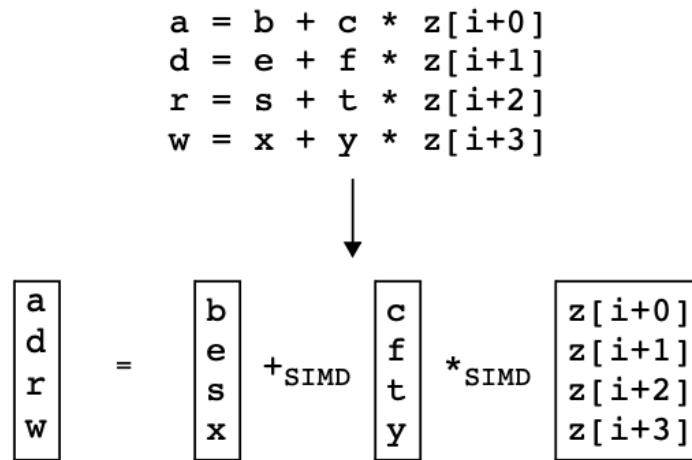 a = b + c * z[i+0]
d = e + f * z[i+1]
r = s + t * z[i+2]
w = x + y * z[i+3]
a b c z[i+0]
d e f z[i+1]
= +SIMD *SIMD
r s t z[i+2]
w x y z[i+3]